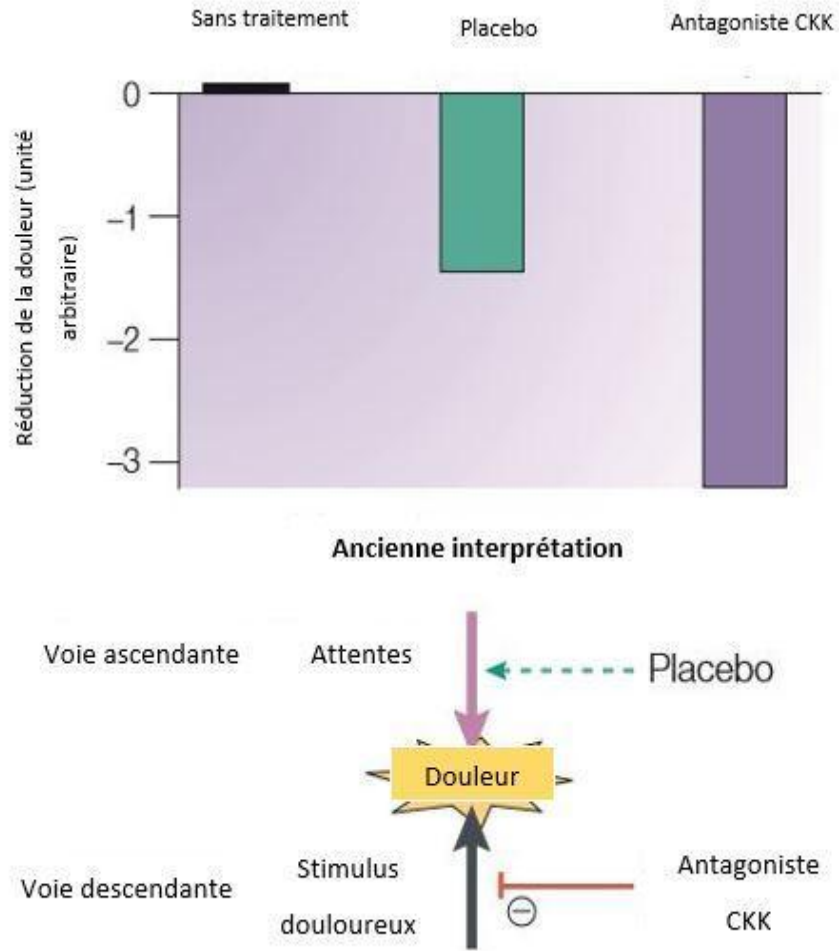 Sans traitement
Placebo
Antagoniste CKK
Réduction de la douleur (unité
arbitraire)
0
–1
–2
–3
Ancienne interprétation
Voie ascendante
Attentes
Placebo
Douleur
Voie descendante
Stimulus
douloureux
Antagoniste
CKK